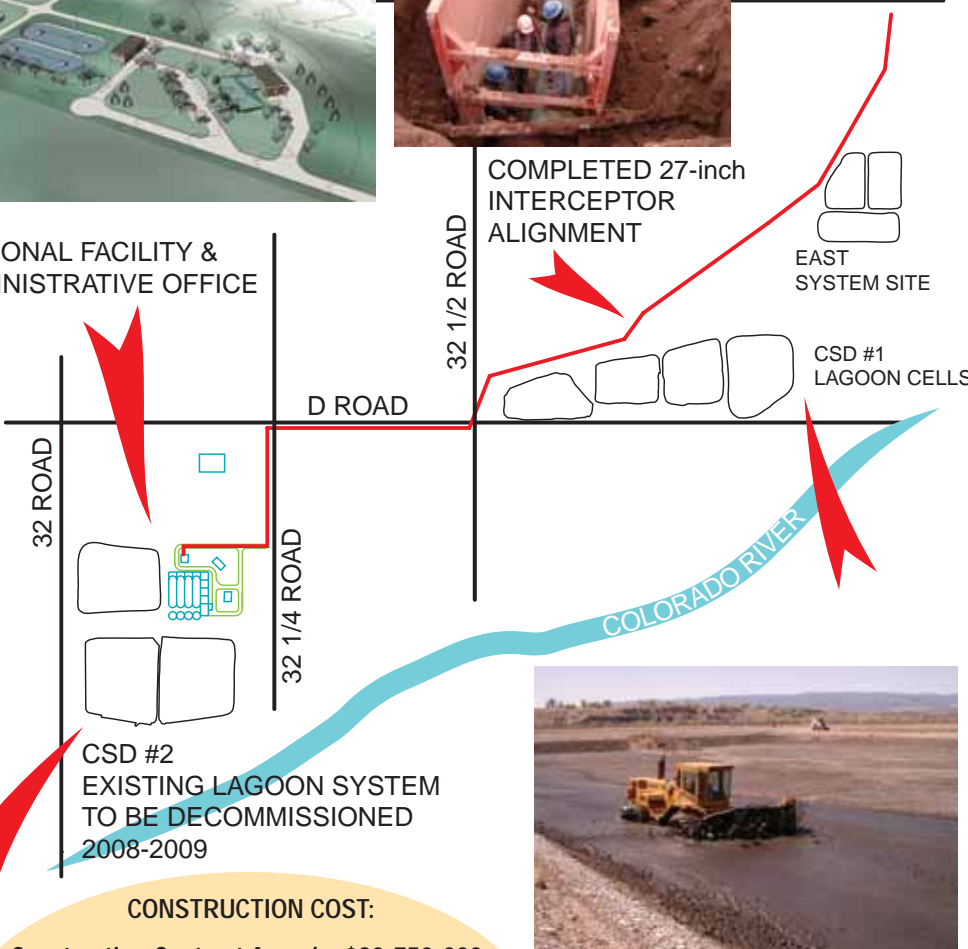 COMPLETED 27-inch
INTERCEPTOR
ALIGNMENT
32 1/2 ROAD
EAST
SYSTEM SITE
ONAL FACILITY &
NISTRATIVE OFFICE
CSD #1
LAGOON CELLS
D ROAD
32 ROAD
32 1/4 ROAD
COLORADO RIVER
CSD #2
EXISTING LAGOON SYSTEM
TO BE DECOMMISSIONED
2008-2009
CONSTRUCTION COST: